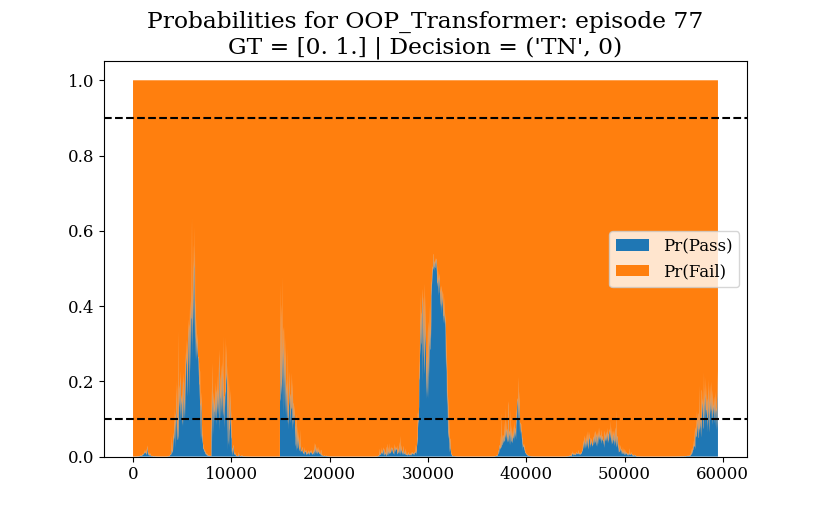 Probabilities for OOP_Transformer: episode 77
GT = [0. 1.] | Decision = ('TN', 0)
1.0
0.8
0.6
0.4
0.2
0.0
Pr(Pass)
Pr(Fail)
0 10000 20000 30000 40000 50000 60000